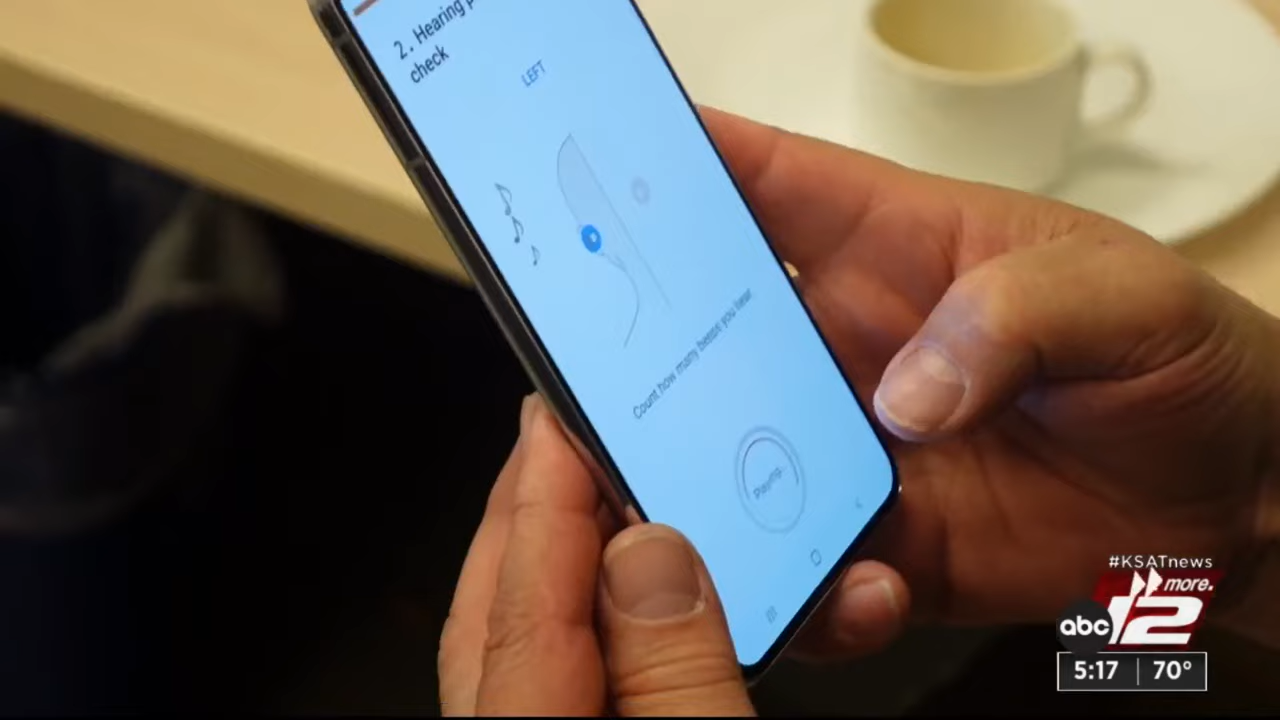 2. Hearing
check
LEFT
Count how many beeps you hear
Playing..
#KSATnews
more.
abc 12
5:17 70°